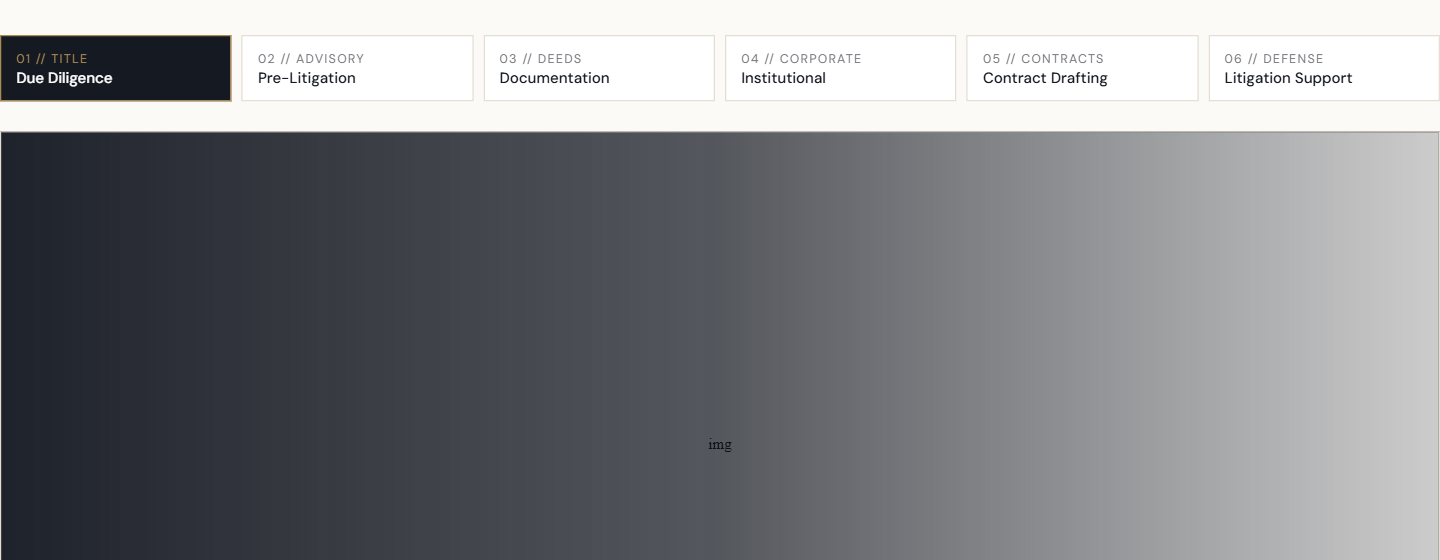 01 // TITLE
Due Diligence
02 // ADVISORY
Pre-Litigation
03 // DEEDS
Documentation
04 // CORPORATE
Institutional
05 // CONTRACTS
Contract Drafting
06 // DEFENSE
Litigation Support
img